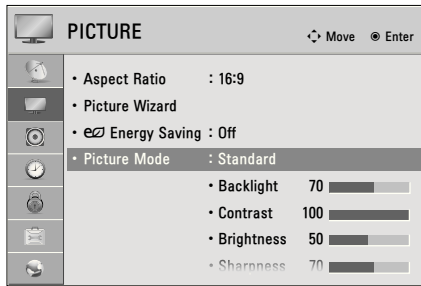 PICTURE Move Enter
• Aspect Ratio : 16:9
• Picture Wizard
• Energy Saving : Off
• Picture Mode : Standard
• Backlight 70
• Contrast 100
• Brightness 50
• Sharpness 70